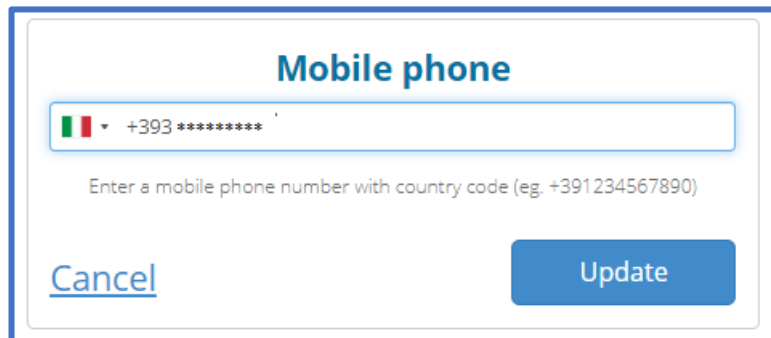 Mobile phone
+393 *********
Enter a mobile phone number with country code (eg. +391234567890)
Cancel
Update